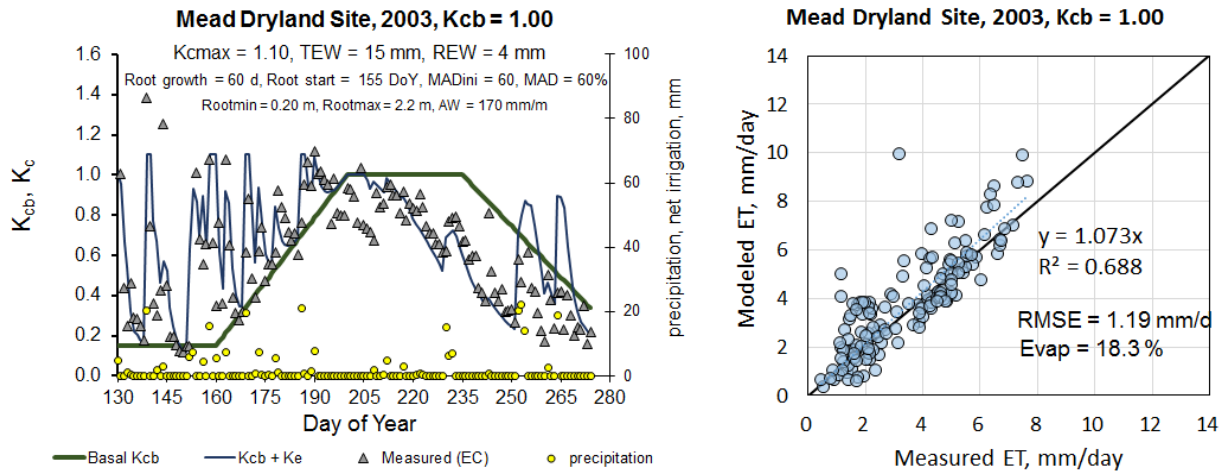 Mead Dryland Site, 2003, Kcb = 1.00
Kcmax = 1.10, TEW = 15 mm, REW = 4 mm
Root growth = 60 d, Root start = 155 DoY, MADini = 60, MAD = 60%
Rootmin = 0.20 m, Rootmax = 2.2 m, AW = 170 mm/m
1.6
1.4
1.2
1.0
0.8
0.6
0.4
0.2
0.0
Kcb, Kc
100
80
60
40
20
0
precipitation, net irrigation, mm
130 145 160 175 190 205 220 235 250 265 280
Day of Year
Basal Kcb Kcb + Ke Measured (EC) precipitation
Mead Dryland Site, 2003, Kcb = 1.00
14
12
10
8
6
4
2
0
Modeled ET, mm/day
y = 1.073x
R² = 0.688
RMSE = 1.19 mm/d
Evap = 18.3 %
0 2 4 6 8 10 12 14
Measured ET, mm/day